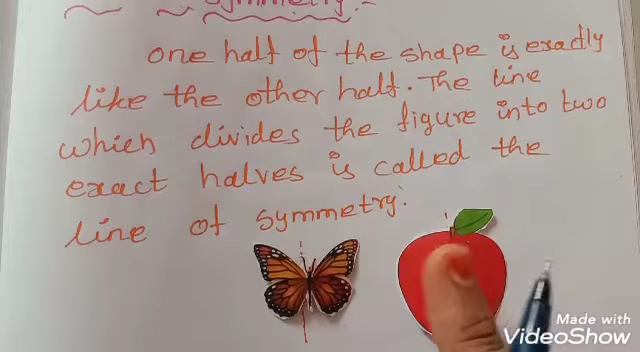 Symmetry.
one half of the shape is exactly
like the other half. The line
which divides the figure into two
exact halves is called the
line of symmetry.
Made with
VideoShow